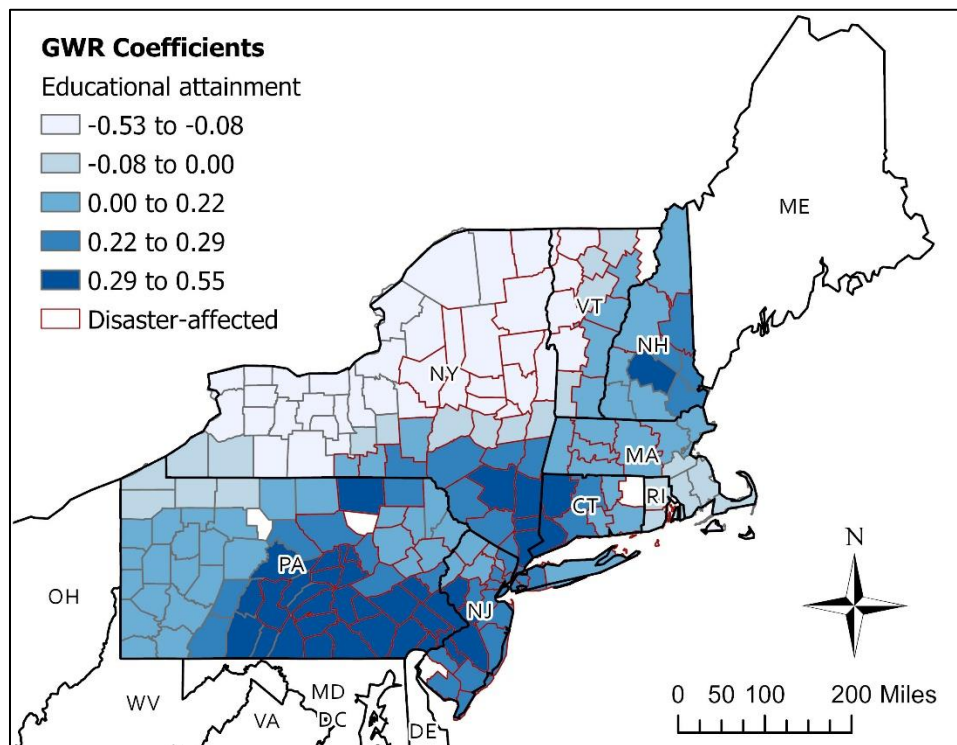 GWR Coefficients
Educational attainment
-0.53 to -0.08
-0.08 to 0.00
0.00 to 0.22
0.22 to 0.29
0.29 to 0.55
Disaster-affected
ME
VT
NH
NY
MA
CT
RI
PA
NJ
OH
WV
MD
VA
DC
DE
N
0 50 100 200 Miles